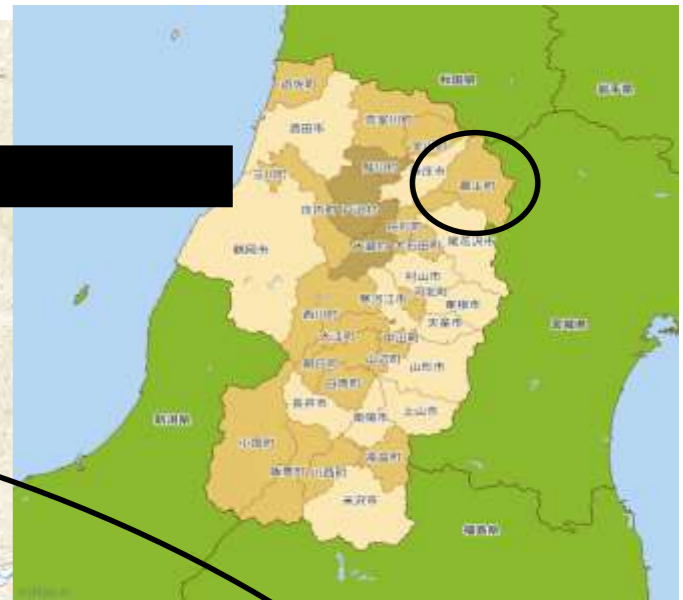 秋田県
岩手県
遊佐町
酒田市
真室川町
金山町
鮭川村
新庄市
最上町
三川町
庄内町
戸沢村
舟形町
大蔵村
大石田町
尾花沢市
鶴岡市
村山市
寒河江市
河北町
東根市
西川町
天童市
宮城県
大江町
中山町
朝日町
山辺町
山形市
白鷹町
長井市
南陽市
上山市
新潟県
小国町
高畠町
飯豊町
川西町
米沢市
福島県